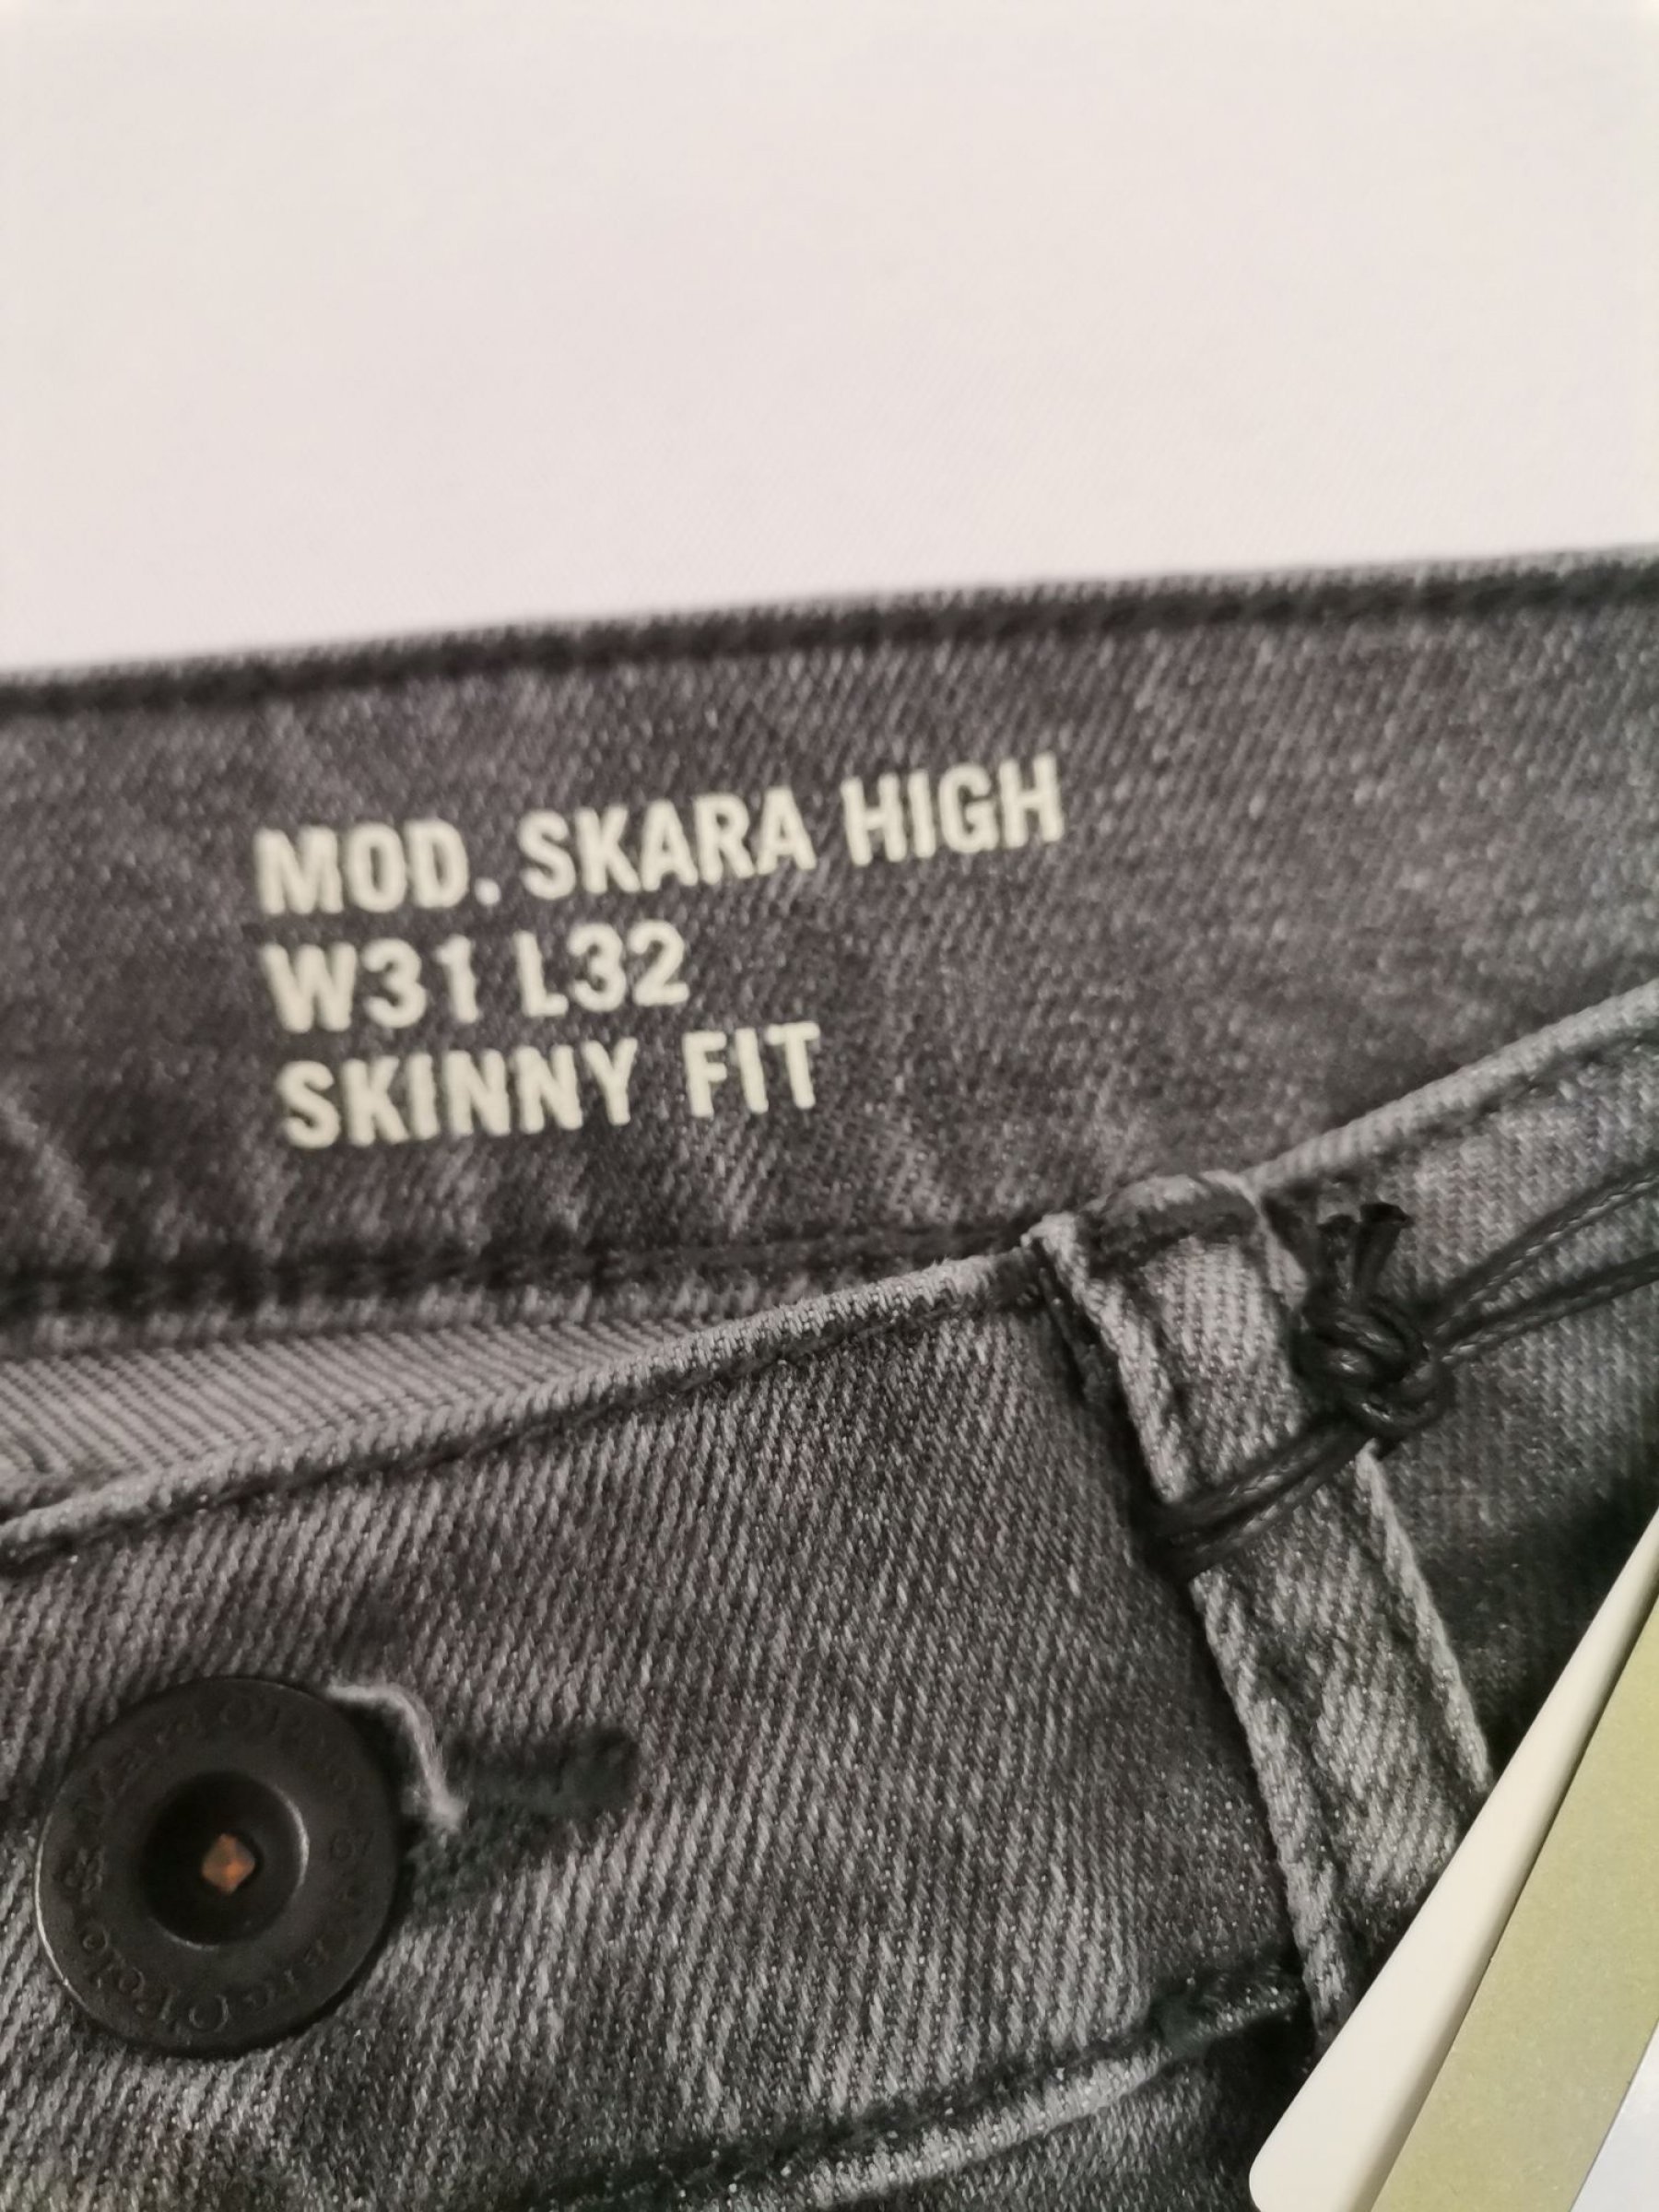 MOD. SKARA HIGH
W31 L32
SKINNY FIT